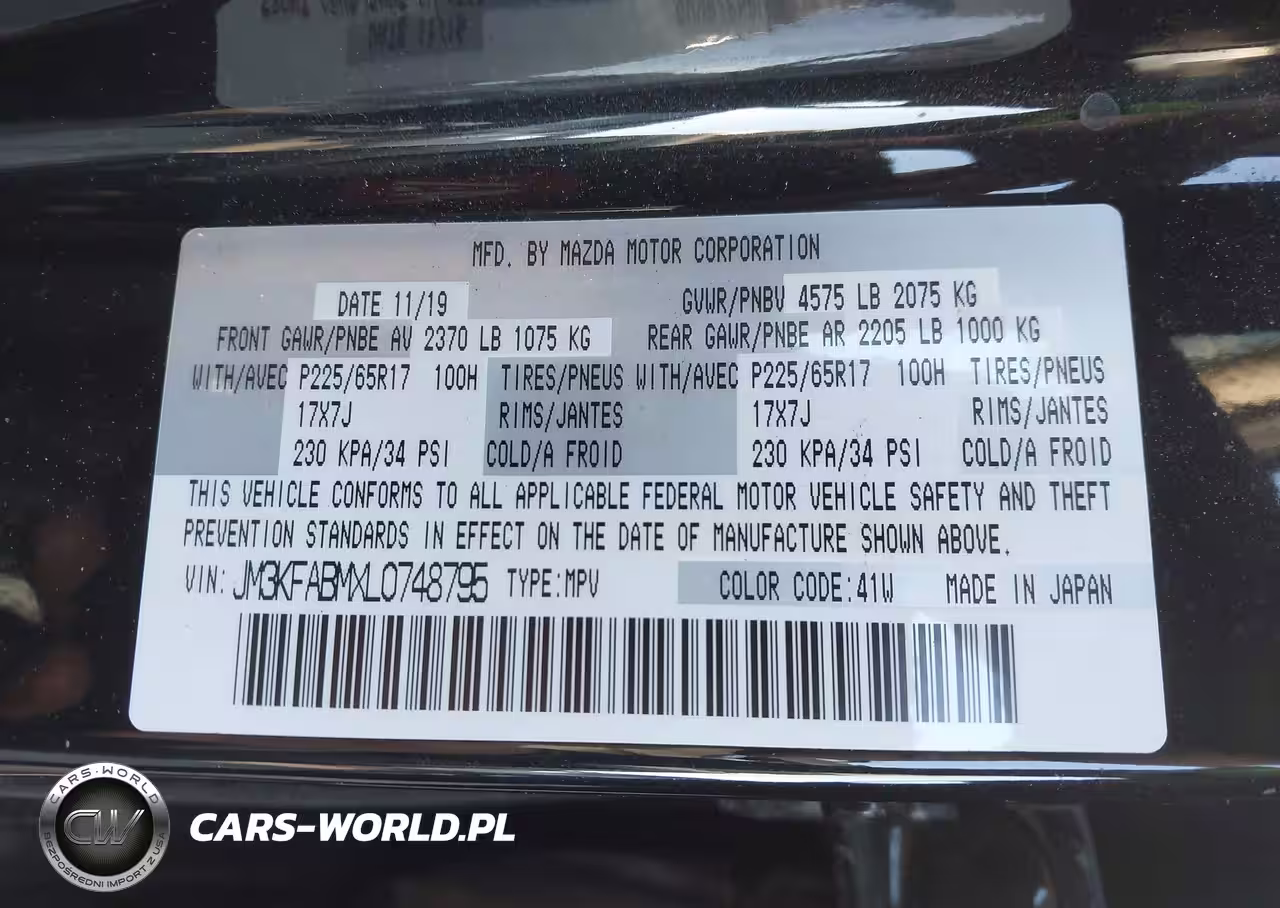 MFD. BY MAZDA MOTOR CORPORATION
DATE 11/19 GVWR/PNBV 4575 LB 2075 KG
FRONT GAWR/PNBE AV 2370 LB 1075 KG REAR GAWR/PNBE AR 2205 LB 1000 KG
WITH/AVEC P225/65R17 100H TIRES/PNEUS WITH/AVEC P225/65R17 100H TIRES/PNEUS
17X7J RIMS/JANTES 17X7J RIMS/JANTES
230 KPA/34 PSI COLD/A FROID 230 KPA/34 PSI COLD/A FROID
THIS VEHICLE CONFORMS TO ALL APPLICABLE FEDERAL MOTOR VEHICLE SAFETY AND THEFT
PREVENTION STANDARDS IN EFFECT ON THE DATE OF MANUFACTURE SHOWN ABOVE.
VIN: JM3KFABMXL0748795 TYPE:MPV COLOR CODE:41W MADE IN JAPAN
CARS-WORLD
CW
BEZPOŚREDNI IMPORT Z USA
CARS-WORLD.PL